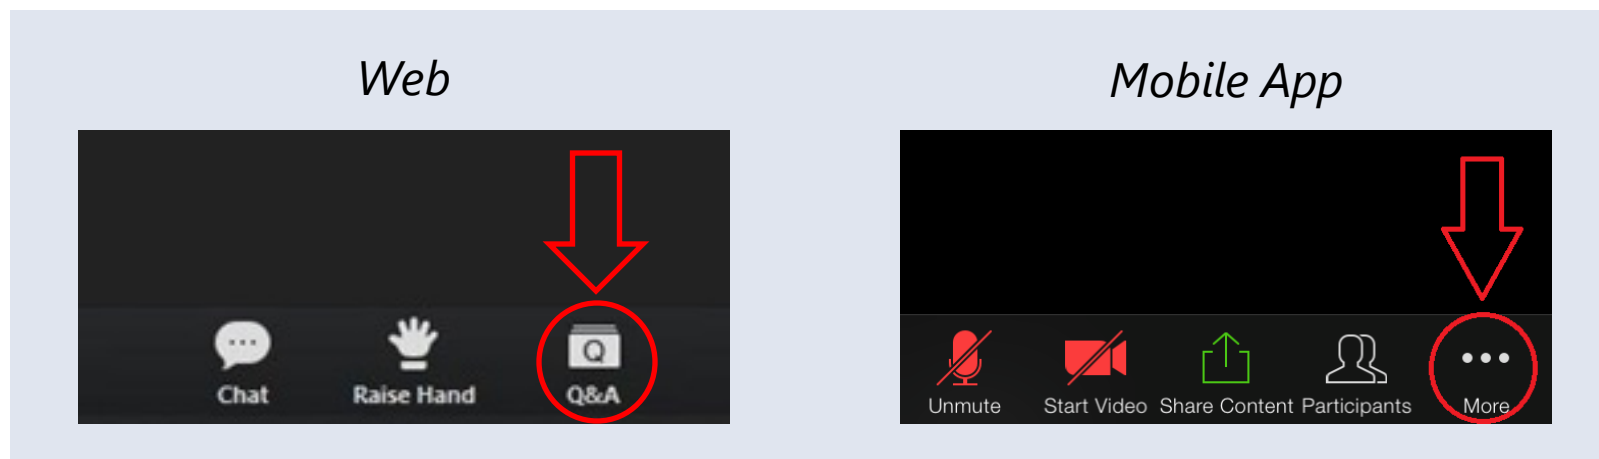 Web
Mobile App
Q
Chat
Raise Hand
Q&A
Unmute
Start Video
Share Content
Participants
More